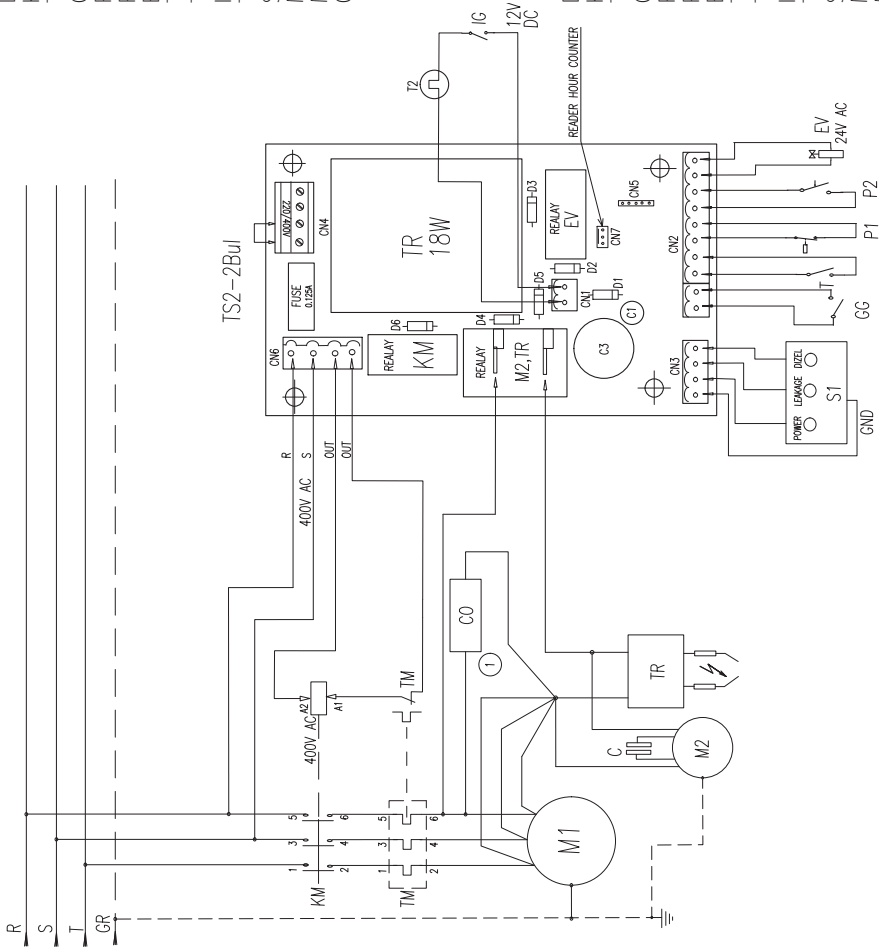 R
S
T
GR
TS2-2Bul
T2
IG
12V
DC
220/400V
CN4
FUSE
0.125A
TR
18W
REALAY
EV
D3
READER HOUR COUNTER
CN5
CN7
CN6
D6
REALAY
KM
D5
D4
D2
CN1
D1
REALAY
M2,TR
C3
C1
CN2
CN3
R
S
OUT
OUT
400V AC
EV
24V AC
P2
P1
GG
POWER
LEAKAGE
DIZEL
S1
GND
A2
A1
400V AC
TM
CO
1
TR
C
M2
KM
1
3
5
2
4
6
TM
1
3
5
2
4
6
M1